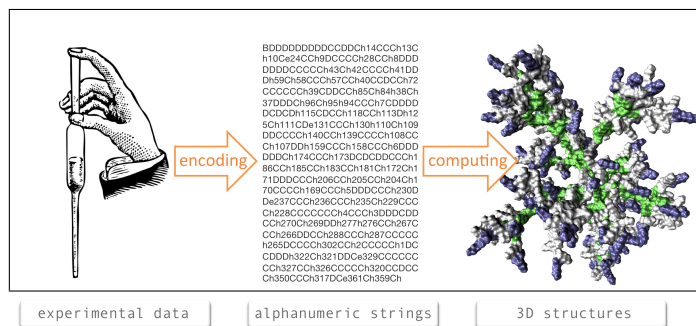 BDDDDDDDDDCCDDCh14CCCh13C
h10Ce24CCh9DCCCCh28CCh8DDD
DDDDCCCCCh43Ch42CCCCh41DD
Dh59Ch58CCCh57CCh40CCDCCh72
CCCCCCh39CDDCCh85Ch84h38Ch
37DDDCh96Ch95h94CCCh7CDDDD
DCDCDh115CDCCh118CCh113Dh12
5Ch111CDe131CCCh130h110Ch109
DDCCCCh140CCh139CCCCh108CC
Ch107DDh159CCCh158CCCh6DDD
DDDCh174CCCh173DCDCDDCCCh1
86CCh185CCh183CCh181Ch172Ch1
71DDDCCCh206CCh205CCh204Ch1
70CCCCh169CCCh5DDDCCCh230D
De237CCCh236CCCh235Ch229CCC
Ch228CCCCCCCh4CCCh3DDDCDD
CCh270Ch269DDh277h276CCh267C
CCh266DDCCh288CCCh287CCCCC
h265DCCCCh302CCh2CCCCCh1DC
CDDDh322Ch321DDCe329CCCCCC
CCCh327CCh326CCCCCh320CCDCC
Ch350CCCh317DCe361Ch359Ch
encoding
computing
experimental data
alphanumeric strings
3D structures